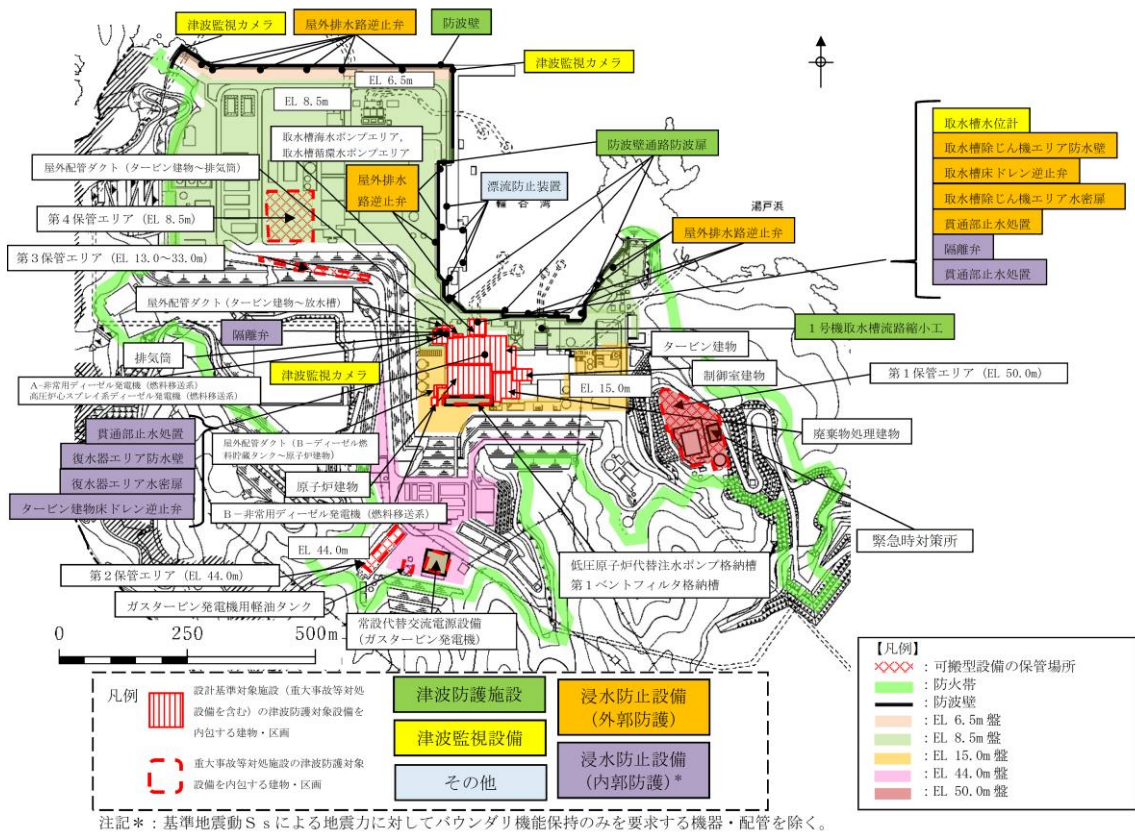 津波監視カメラ
屋外排水路逆止弁
防波壁
津波監視カメラ
EL 6.5m
EL 8.5m
取水槽海水ポンプエリア，
取水槽循環水ポンプエリア
防波壁通路防波扉
屋外配管ダクト（タービン建物～排気筒）
屋外排水
路逆止弁
漂流防止装置
輪谷湾
湯戸浜
取水槽水位計
取水槽除じん機エリア防水壁
取水槽床ドレン逆止弁
取水槽除じん機エリア水密扉
貫通部止水処置
隔離弁
貫通部止水処置
第4保管エリア（EL 8.5m）
屋外排水路逆止弁
第3保管エリア（EL 13.0～33.0m）
屋外配管ダクト（タービン建物～放水槽）
隔離弁
1号機取水槽流路縮小工
排気筒
タービン建物
津波監視カメラ
制御室建物
第1保管エリア（EL 50.0m）
A－非常用ディーゼル発電機（燃料移送系）
高圧炉心スプレイ系ディーゼル発電機（燃料移送系）
EL 15.0m
貫通部止水処置
復水器エリア防水壁
復水器エリア水密扉
タービン建物床ドレン逆止弁
屋外配管ダクト（B－ディーゼル燃
料貯蔵タンク～原子炉建物）
廃棄物処理建物
原子炉建物
B－非常用ディーゼル発電機（燃料移送系）
EL 44.0m
緊急時対策所
第2保管エリア（EL 44.0m）
低圧原子炉代替注水ポンプ格納槽
第1ベントフィルタ格納槽
ガスタービン発電機用軽油タンク
常設代替交流電源設備
（ガスタービン発電機）
0 250 500m
凡例
設計基準対象施設（重大事故等対処
設備を含む）の津波防護対象設備を
内包する建物・区画
重大事故等対処施設の津波防護対象
設備を内包する建物・区画
津波防護施設
津波監視設備
その他
浸水防止設備
（外郭防護）
浸水防止設備
（内郭防護）*
【凡例】
：可搬型設備の保管場所
：防火帯
：防波壁
：EL 6.5m 盤
：EL 8.5m 盤
：EL 15.0m 盤
：EL 44.0m 盤
：EL 50.0m 盤
注記＊：基準地震動Ｓｓによる地震力に対してバウンダリ機能保持のみを要求する機器・配管を除く。